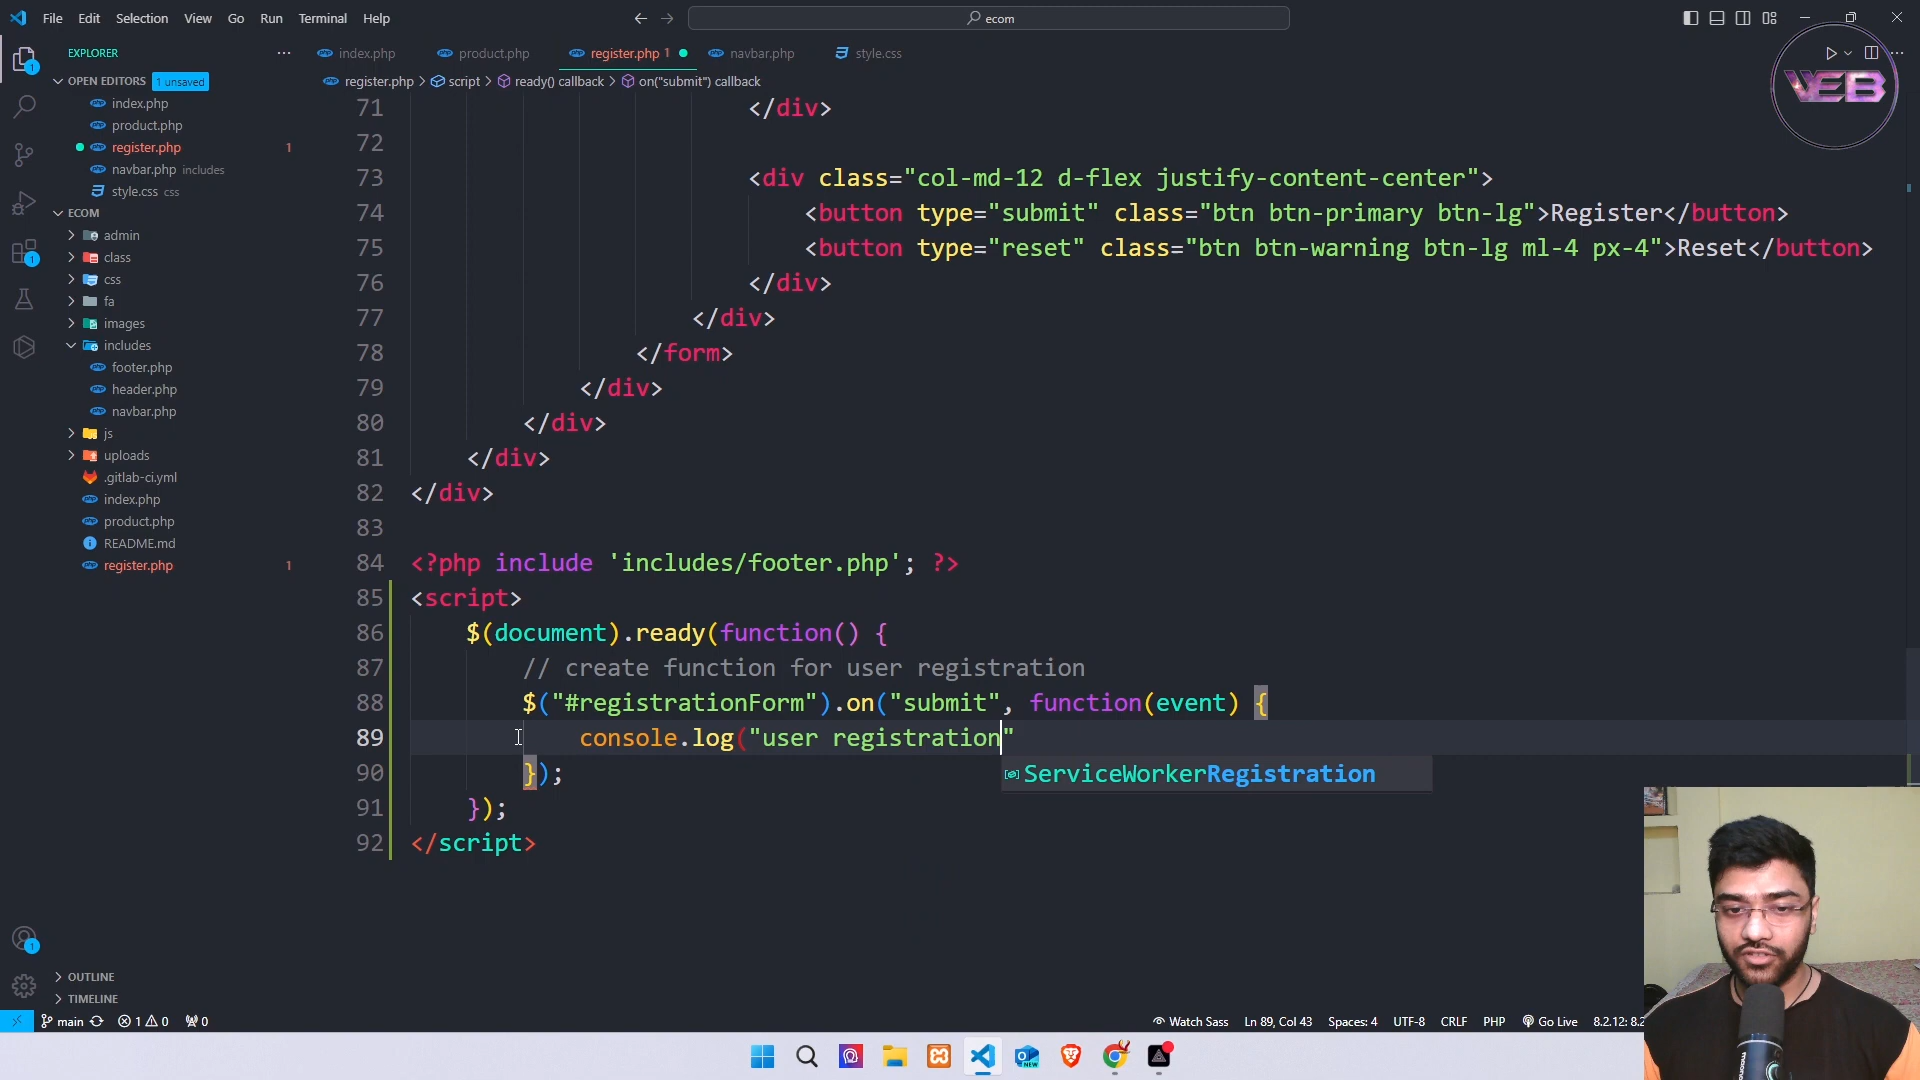 File Edit Selection View Go Run Terminal Help
ecom
EXPLORER
index.php
product.php
register.php 1
navbar.php
style.css
OPEN EDITORS
1 unsaved
register.php > script > ready() callback > on("submit") callback
VEB
index.php
product.php
register.php 1
navbar.php includes
style.css css
ECOM
admin
class
css
fa
images
includes
footer.php
header.php
navbar.php
js
uploads
.gitlab-ci.yml
index.php
product.php
README.md
register.php 1
OUTLINE
TIMELINE
71 </div>
72
73 <div class="col-md-12 d-flex justify-content-center">
74 <button type="submit" class="btn btn-primary btn-lg">Register</button>
75 <button type="reset" class="btn btn-warning btn-lg ml-4 px-4">Reset</button>
76 </div>
77 </div>
78 </form>
79 </div>
80 </div>
81 </div>
82 </div>
83
84 <?php include 'includes/footer.php'; ?>
85 <script>
86 $(document).ready(function() {
87 // create function for user registration
88 $("#registrationForm").on("submit", function(event) {
89 console.log("user registration"
ServiceWorkerRegistration
90 });
91 });
92 </script>
main
1 0
0
Watch Sass
Ln 89, Col 43
Spaces: 4
UTF-8
CRLF
PHP
Go Live
8.2.12: 8.2